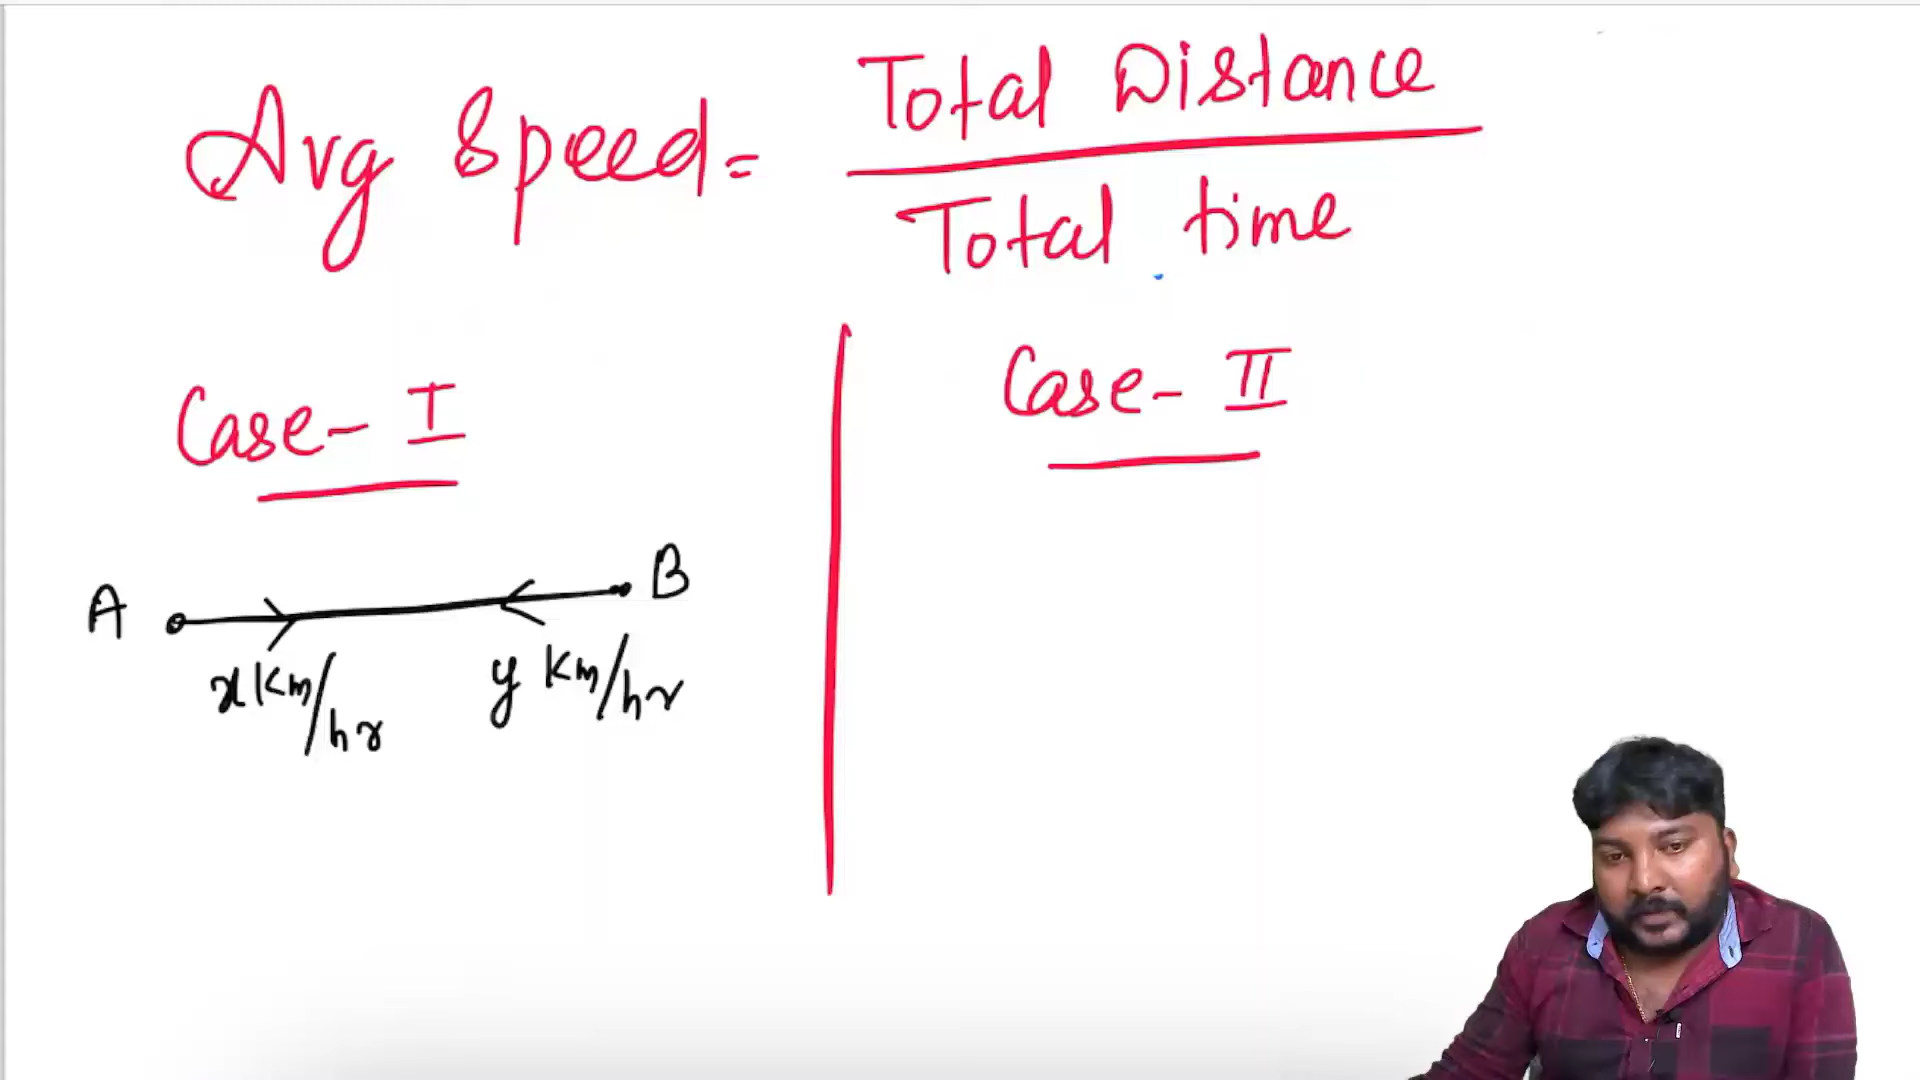 Avg Speed = Total Distance
Total time
Case - I
Case - II
A
B
x Km/hr
y Km/hr